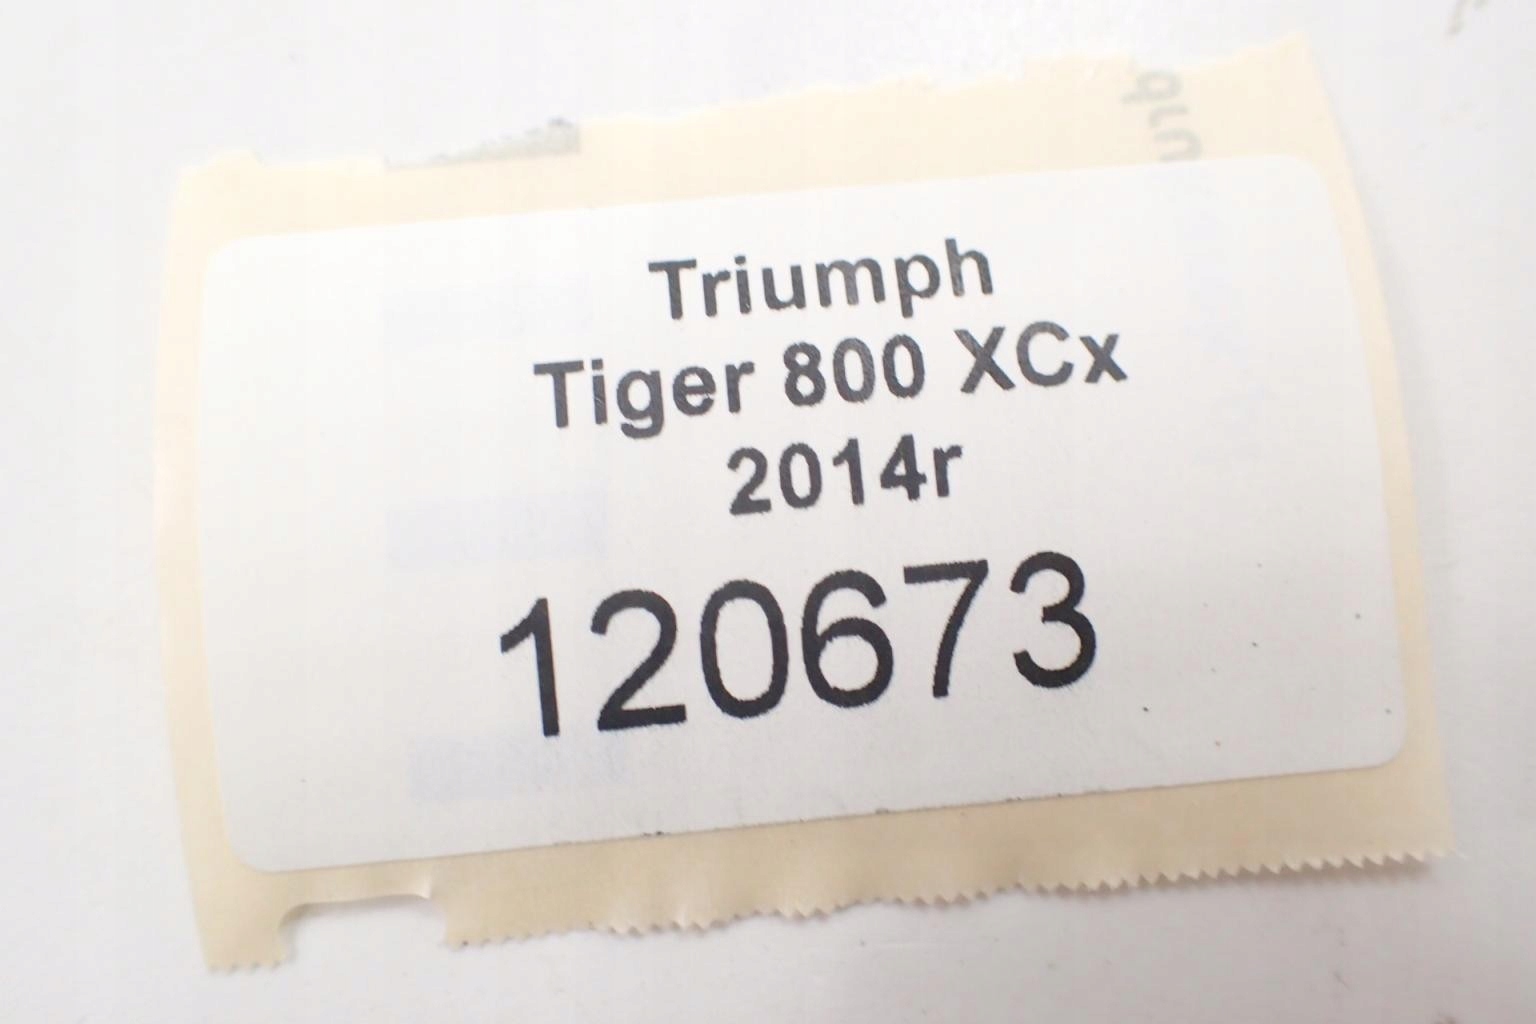 Triumph
Tiger 800 XCx
2014r
120673